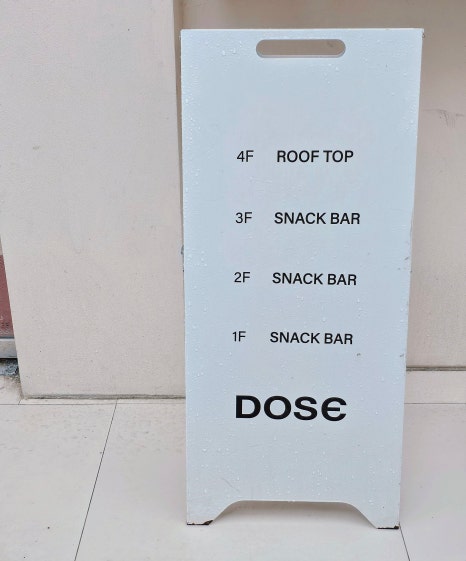 4F ROOF TOP
3F SNACK BAR
2F SNACK BAR
1F SNACK BAR
DOSE